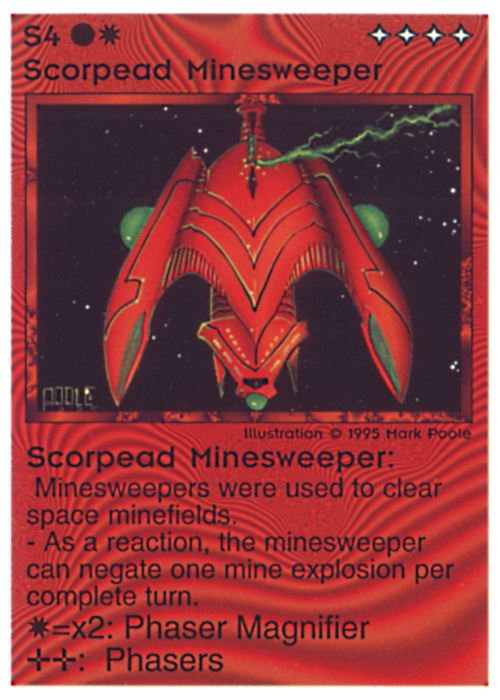 S4 ●✷ ✧✧✧✧
Scorpead Minesweeper
POOLE
Illustration © 1995 Mark Poole
Scorpead Minesweeper:
Minesweepers were used to clear
space minefields.
- As a reaction, the minesweeper
can negate one mine explosion per
complete turn.
✷=x2: Phaser Magnifier
✢✢: Phasers